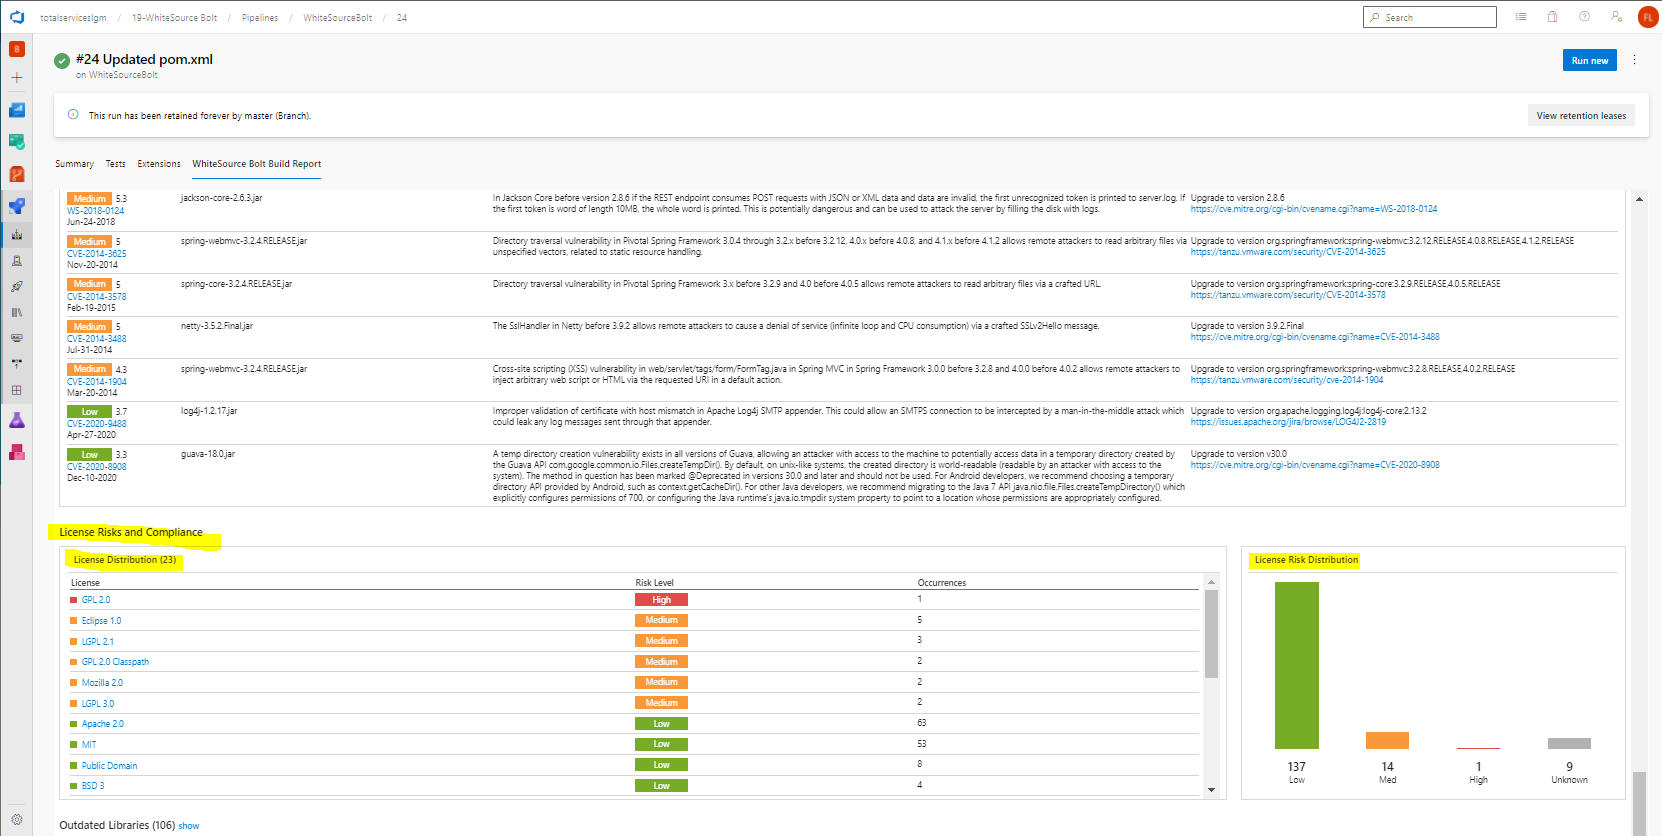 totalserviceslgm / 19-WhiteSource Bolt / Pipelines / WhiteSourceBolt / 24
Search
FL
B
#24 Updated pom.xml
on WhiteSourceBolt
Run new
This run has been retained forever by master (Branch).
View retention leases
Summary Tests Extensions WhiteSource Bolt Build Report
Medium 5.3 jackson-core-2.6.3.jar In Jackson Core before version 2.8.6 if the REST endpoint consumes POST requests with JSON or XML data and data are invalid, the first unrecognized token is printed to server.log. If Upgrade to version 2.8.6
WS-2018-0124 the first token is word of length 10MB, the whole word is printed. This is potentially dangerous and can be used to attack the server by filling the disk with logs. https://cve.mitre.org/cgi-bin/cvename.cgi?name=WS-2018-0124
Jun-24-2018
Medium 5 spring-webmvc-3.2.4.RELEASE.jar Directory traversal vulnerability in Pivotal Spring Framework 3.0.4 through 3.2.x before 3.2.12, 4.0.x before 4.0.8, and 4.1.x before 4.1.2 allows remote attackers to read arbitrary files via Upgrade to version org.springframework:spring-webmvc:3.2.12.RELEASE,4.0.8.RELEASE,4.1.2.RELEASE
CVE-2014-3625 unspecified vectors, related to static resource handling. https://tanzu.vmware.com/security/CVE-2014-3625
Nov-20-2014
Medium 5 spring-core-3.2.4.RELEASE.jar Directory traversal vulnerability in Pivotal Spring Framework 3.x before 3.2.9 and 4.0 before 4.0.5 allows remote attackers to read arbitrary files via a crafted URL. Upgrade to version org.springframework:spring-core:3.2.9.RELEASE,4.0.5.RELEASE
CVE-2014-3578 https://tanzu.vmware.com/security/CVE-2014-3578
Feb-19-2015
Medium 5 netty-3.5.2.Final.jar The SslHandler in Netty before 3.9.2 allows remote attackers to cause a denial of service (infinite loop and CPU consumption) via a crafted SSLv2Hello message. Upgrade to version 3.9.2.Final
CVE-2014-3488 https://cve.mitre.org/cgi-bin/cvename.cgi?name=CVE-2014-3488
Jul-31-2014
Medium 4.3 spring-webmvc-3.2.4.RELEASE.jar Cross-site scripting (XSS) vulnerability in web/servlet/tags/form/FormTag.java in Spring MVC in Spring Framework 3.0.0 before 3.2.8 and 4.0.0 before 4.0.2 allows remote attackers to Upgrade to version org.springframework:spring-webmvc:3.2.8.RELEASE,4.0.2.RELEASE
CVE-2014-1904 inject arbitrary web script or HTML via the requested URI in a default action. https://tanzu.vmware.com/security/cve-2014-1904
Mar-20-2014
Low 3.7 log4j-1.2.17.jar Improper validation of certificate with host mismatch in Apache Log4j SMTP appender. This could allow an SMTPS connection to be intercepted by a man-in-the-middle attack which Upgrade to version org.apache.logging.log4j:log4j-core:2.13.2
CVE-2020-9488 could leak any log messages sent through that appender. https://issues.apache.org/jira/browse/LOG4J2-2819
Apr-27-2020
Low 3.3 guava-18.0.jar A temp directory creation vulnerability exists in all versions of Guava, allowing an attacker with access to the machine to potentially access data in a temporary directory created by Upgrade to version v30.0
CVE-2020-8908 the Guava API com.google.common.io.Files.createTempDir(). By default, on unix-like systems, the created directory is world-readable (readable by an attacker with access to the https://cve.mitre.org/cgi-bin/cvename.cgi?name=CVE-2020-8908
Dec-10-2020 system). The method in question has been marked @Deprecated in versions 30.0 and later and should not be used. For Android developers, we recommend choosing a temporary
directory API provided by Android, such as context.getCacheDir(). For other Java developers, we recommend migrating to the Java 7 API java.nio.file.Files.createTempDirectory() which
explicitly configures permissions of 700, or configuring the Java runtime's java.io.tmpdir system property to point to a location whose permissions are appropriately configured.
License Risks and Compliance
License Distribution (23)
License Risk Level Occurrences
GPL 2.0 High 1
Eclipse 1.0 Medium 5
LGPL 2.1 Medium 3
GPL 2.0 Classpath Medium 2
Mozilla 2.0 Medium 2
LGPL 3.0 Medium 2
Apache 2.0 Low 63
MIT Low 53
Public Domain Low 8
BSD 3 Low 4
License Risk Distribution
137 14 1 9
Low Med High Unknown
Outdated Libraries (106) show